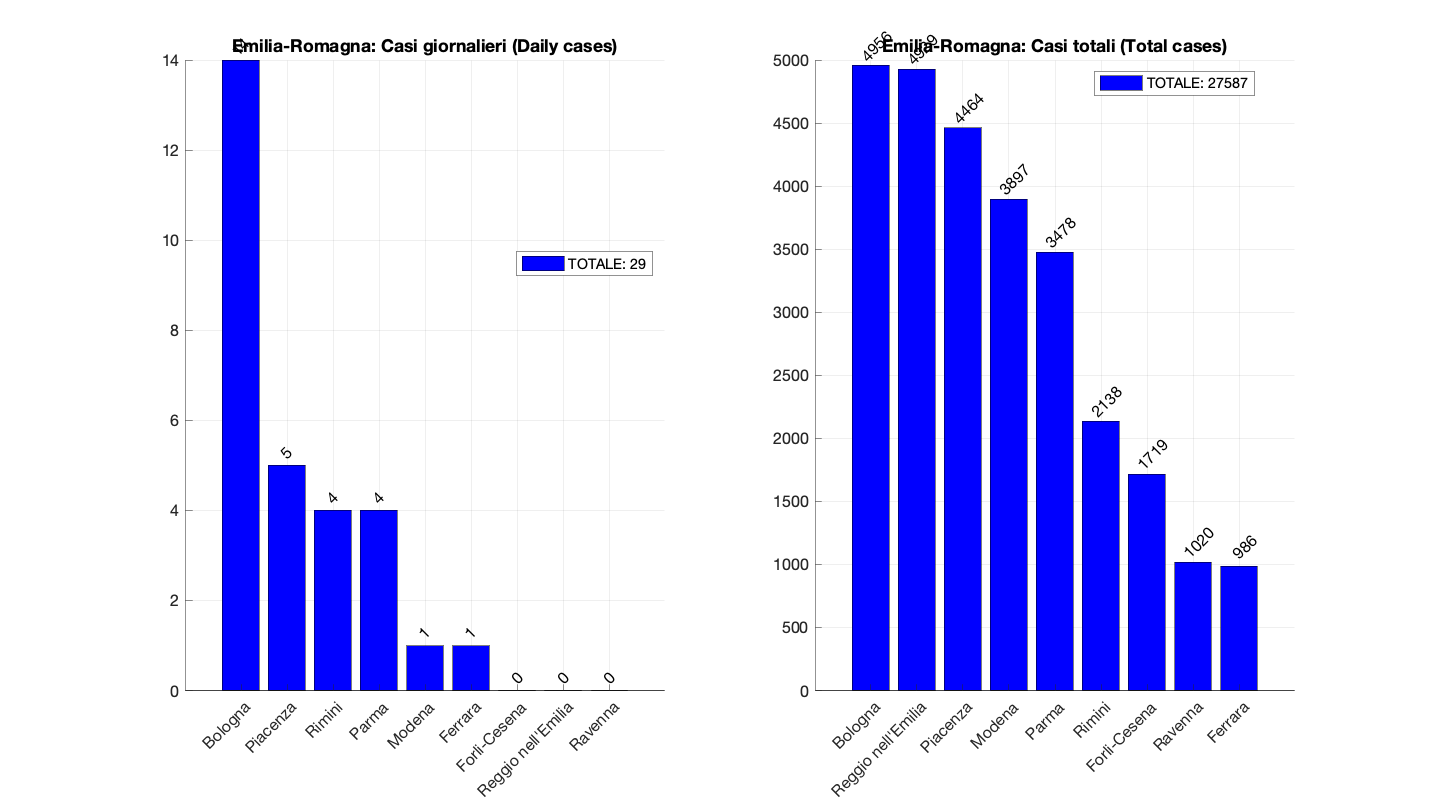 Emilia-Romagna: Casi giornalieri (Daily cases)
14
12
10
8
6
4
2
0
TOTALE: 29
5
4
4
1
1
0
0
0
Bologna
Piacenza
Rimini
Parma
Modena
Ferrara
Forlì-Cesena
Reggio nell'Emilia
Ravenna
Emilia-Romagna: Casi totali (Total cases)
5000
4500
4000
3500
3000
2500
2000
1500
1000
500
0
TOTALE: 27587
4956
4929
4464
3897
3478
2138
1719
1020
986
Bologna
Reggio nell'Emilia
Piacenza
Modena
Parma
Rimini
Forlì-Cesena
Ravenna
Ferrara